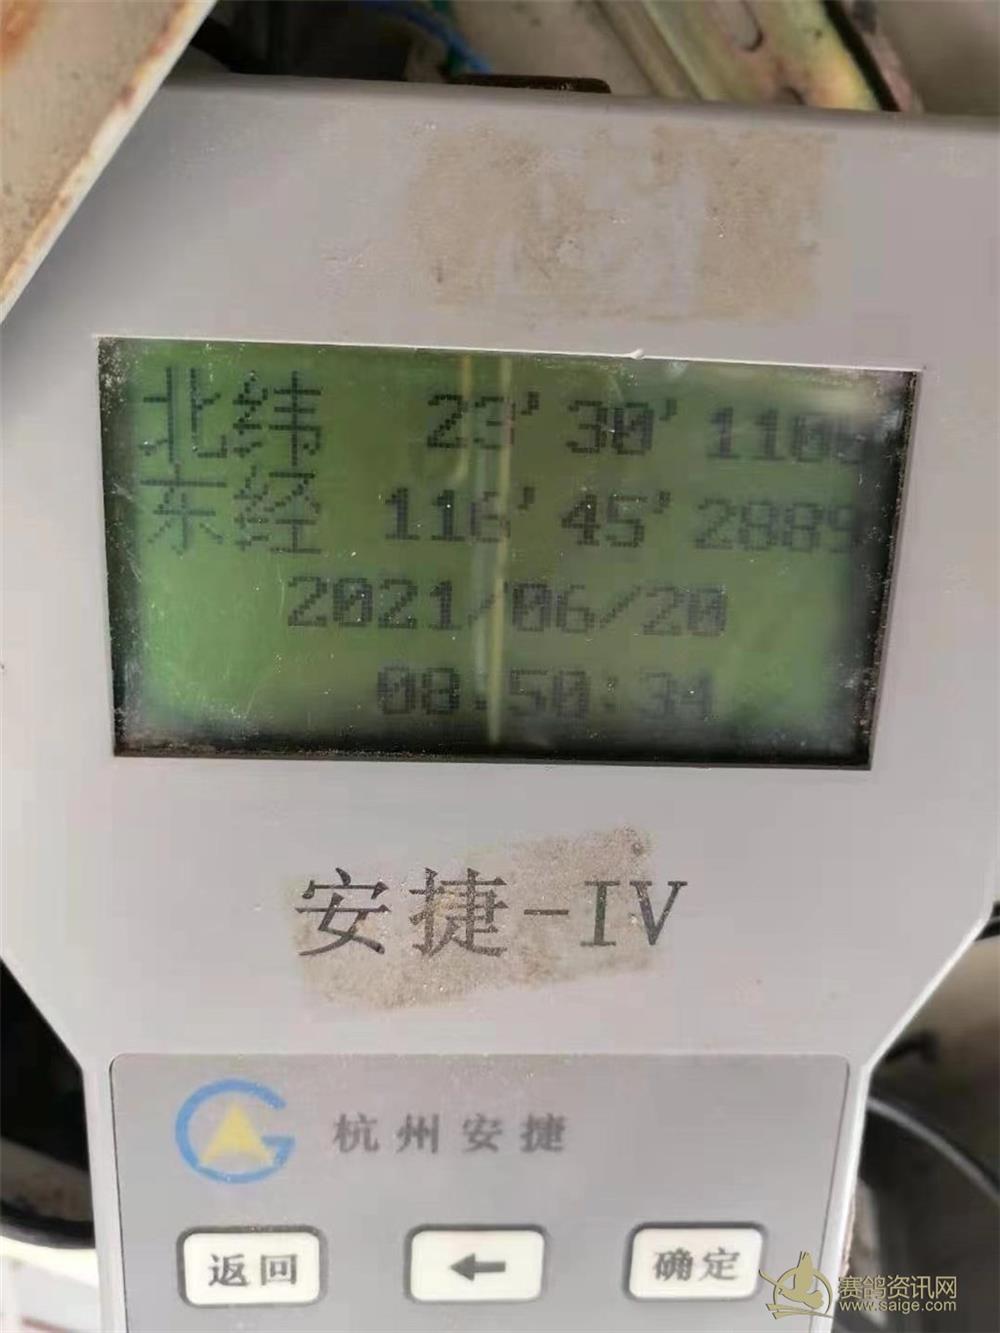 北纬 23'30'1106
东经 116'45'2889
2021/06/20
08:50:34
安捷-IV
杭州安捷
返回 ← 确定
赛鸽资讯网
www.saige.com